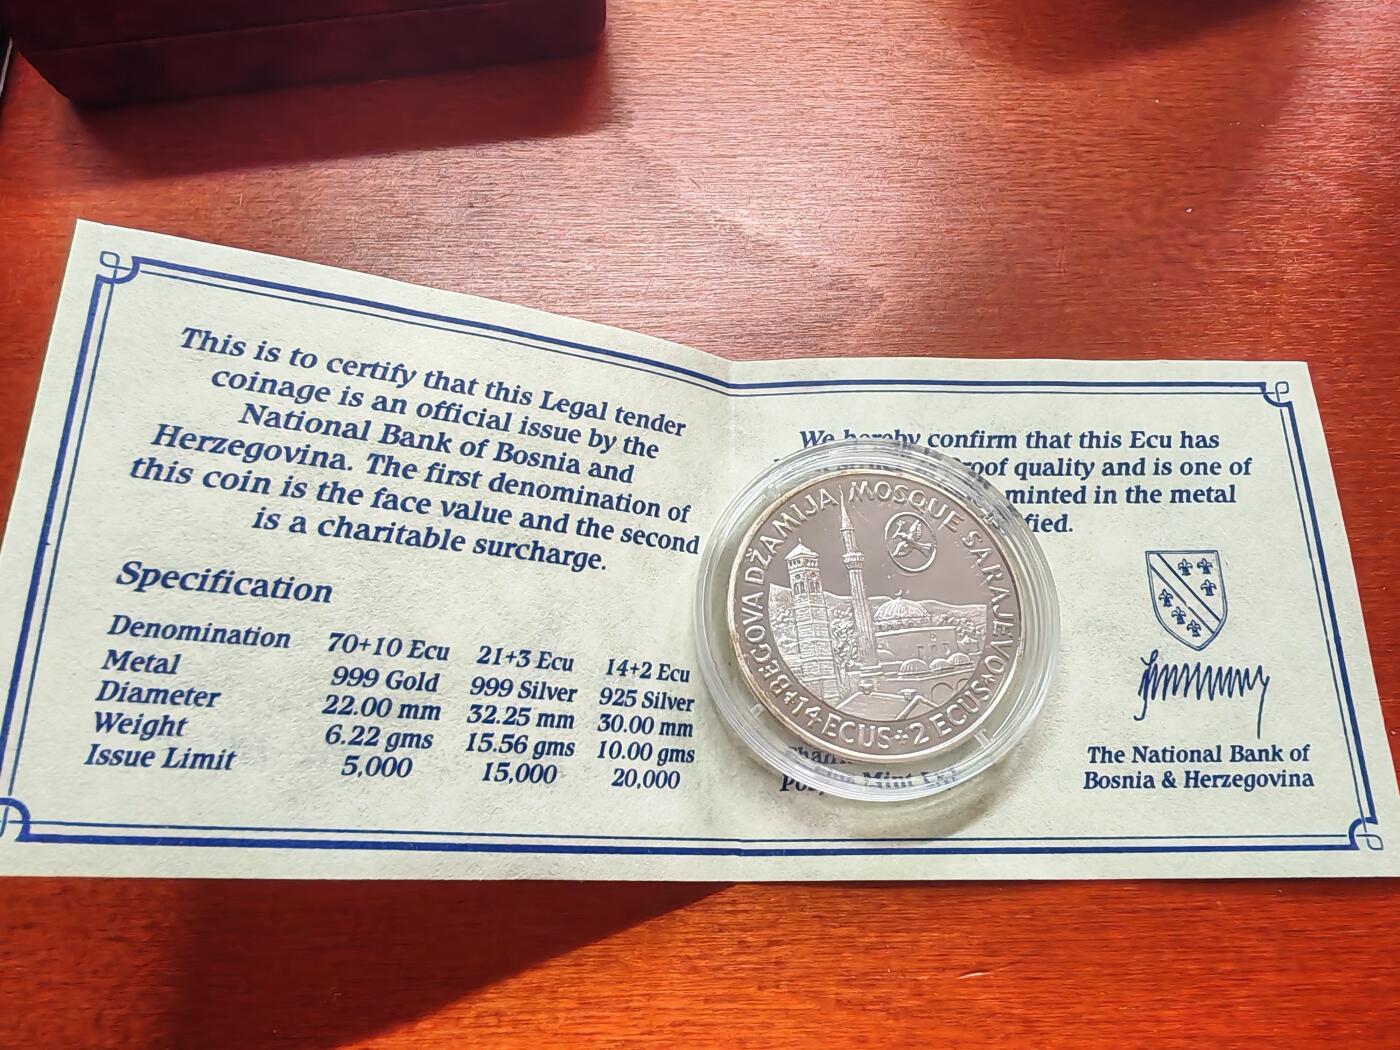 This is to certify that this Legal tender
coinage is an official issue by the
National Bank of Bosnia and
Herzegovina. The first denomination of
this coin is the face value and the second
is a charitable surcharge.
Specification
Denomination 70+10 Ecu 21+3 Ecu 14+2 Ecu
Metal 999 Gold 999 Silver 925 Silver
Diameter 22.00 mm 32.25 mm 30.00 mm
Weight 6.22 gms 15.56 gms 10.00 gms
Issue Limit 5,000 15,000 20,000
We hereby confirm that this Ecu has
quality and is one of
minted in the metal
BEGOVA DŽAMIJA MOSQUE SARAJEVO
14 ECUS + 2 ECUS
Mint
The National Bank of
Bosnia & Herzegovina